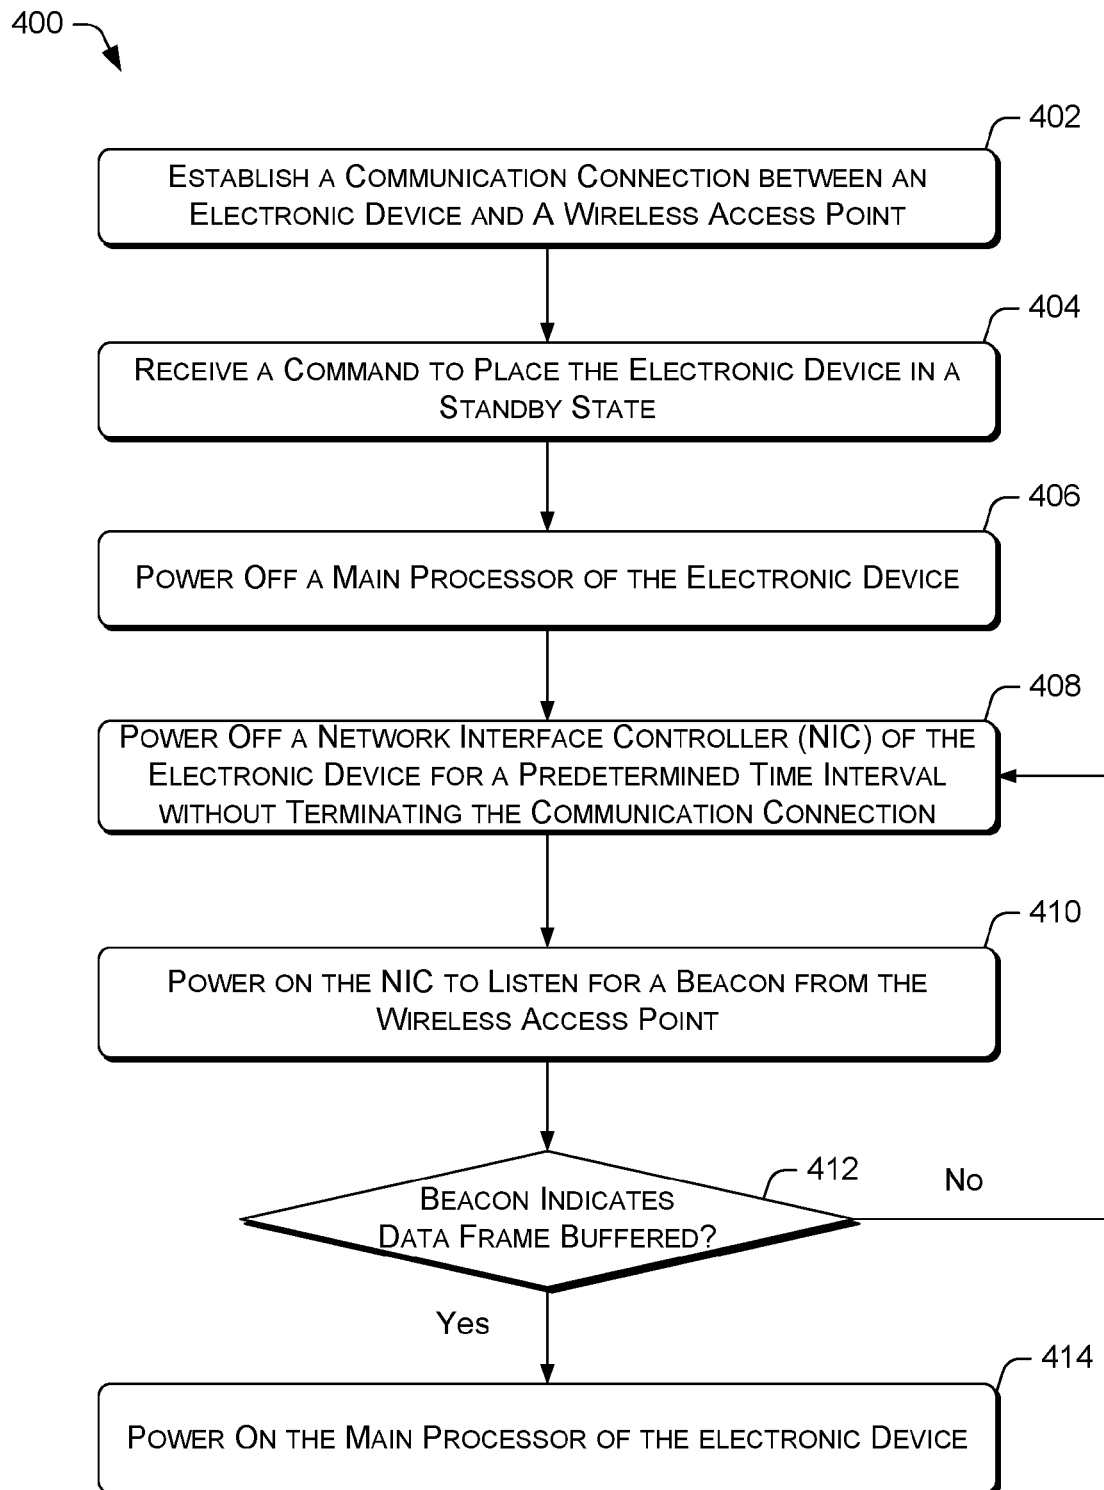 400
402
ESTABLISH A COMMUNICATION CONNECTION BETWEEN AN
ELECTRONIC DEVICE AND A WIRELESS ACCESS POINT
404
RECEIVE A COMMAND TO PLACE THE ELECTRONIC DEVICE IN A
STANDBY STATE
406
POWER OFF A MAIN PROCESSOR OF THE ELECTRONIC DEVICE
408
POWER OFF A NETWORK INTERFACE CONTROLLER (NIC) OF THE
ELECTRONIC DEVICE FOR A PREDETERMINED TIME INTERVAL
WITHOUT TERMINATING THE COMMUNICATION CONNECTION
410
POWER ON THE NIC TO LISTEN FOR A BEACON FROM THE
WIRELESS ACCESS POINT
412
BEACON INDICATES
DATA FRAME BUFFERED?
No
Yes
414
POWER ON THE MAIN PROCESSOR OF THE ELECTRONIC DEVICE